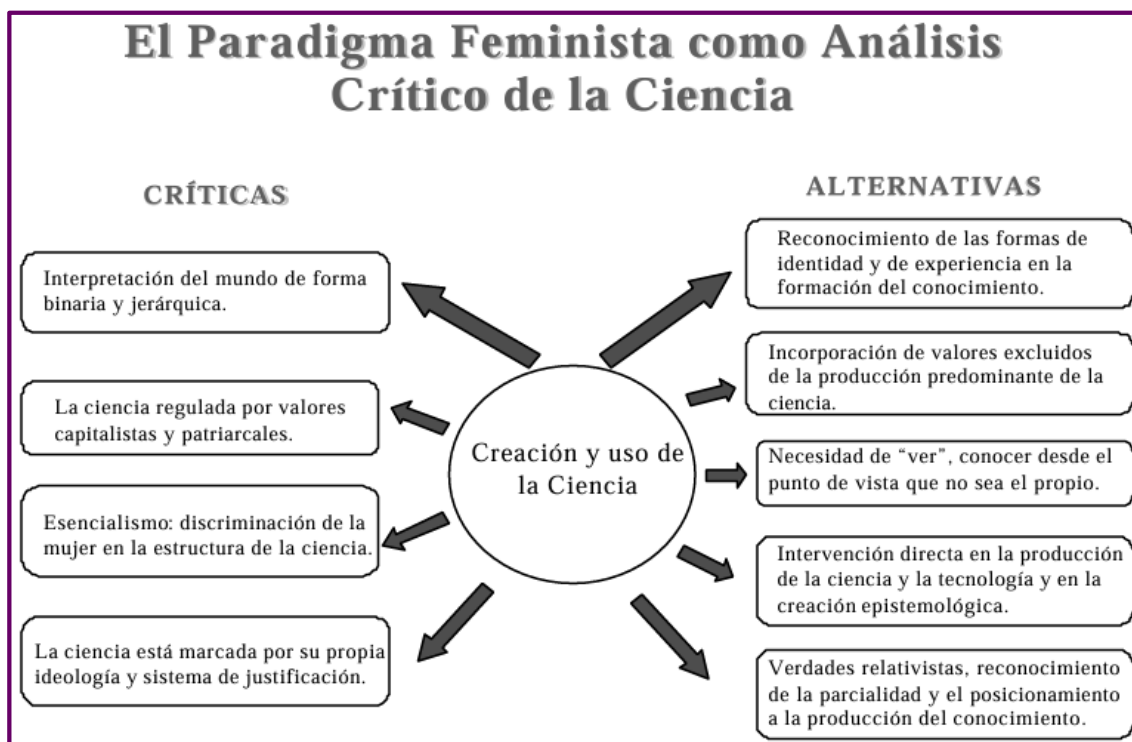 El Paradigma Feminista como Análisis
Crítico de la Ciencia
CRÍTICAS
Interpretación del mundo de forma
binaria y jerárquica.
La ciencia regulada por valores
capitalistas y patriarcales.
Esencialismo: discriminación de la
mujer en la estructura de la ciencia.
La ciencia está marcada por su propia
ideología y sistema de justificación.
Creación y uso de
la Ciencia
ALTERNATIVAS
Reconocimiento de las formas de
identidad y de experiencia en la
formación del conocimiento.
Incorporación de valores excluidos
de la producción predominante de la
ciencia.
Necesidad de “ver”, conocer desde el
punto de vista que no sea el propio.
Intervención directa en la producción
de la ciencia y la tecnología y en la
creación epistemológica.
Verdades relativistas, reconocimiento
de la parcialidad y el posicionamiento
a la producción del conocimiento.